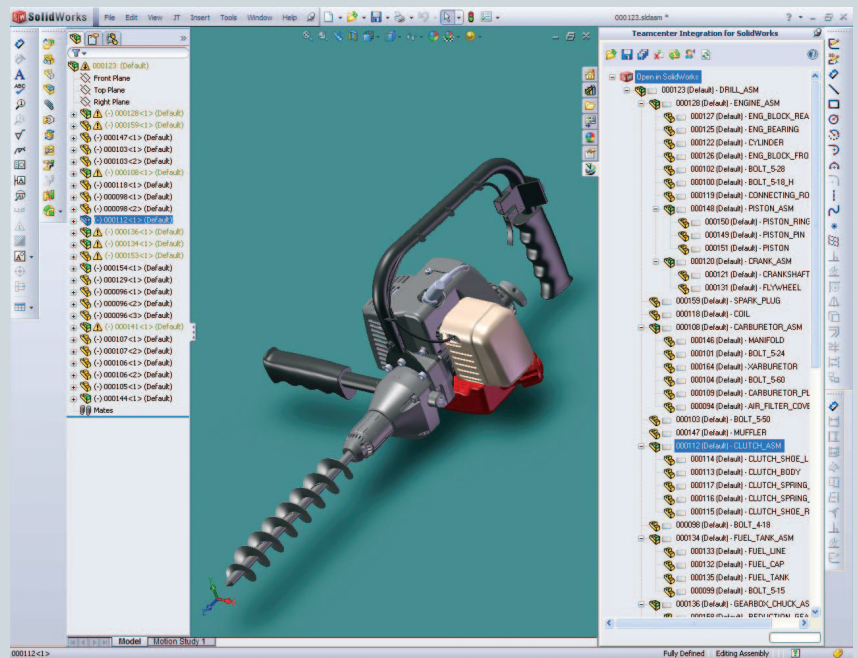 SolidWorks File Edit View JT Insert Tools Window Help 000123.sldasm *
Teamcenter Integration for SolidWorks
000123 (Default)
Front Plane
Top Plane
Right Plane
(-) 000128<1> (Default)
(-) 000159<1> (Default)
(-) 000147<1> (Default)
(-) 000103<1> (Default)
(-) 000103<2> (Default)
(-) 000108<1> (Default)
(-) 000118<1> (Default)
(-) 000098<1> (Default)
(-) 000098<2> (Default)
(-) 000112<1> (Default)
(-) 000136<1> (Default)
(-) 000134<1> (Default)
(-) 000153<1> (Default)
(-) 000154<1> (Default)
(-) 000129<1> (Default)
(-) 000096<1> (Default)
(-) 000096<2> (Default)
(-) 000096<3> (Default)
(-) 000141<1> (Default)
(-) 000107<1> (Default)
(-) 000107<2> (Default)
(-) 000106<1> (Default)
(-) 000106<2> (Default)
(-) 000105<1> (Default)
(-) 000144<1> (Default)
Mates
Open in SolidWorks
000123 (Default) - DRILL_ASM
000128 (Default) - ENGINE_ASM
000127 (Default) - ENG_BLOCK_REA
000125 (Default) - ENG_BEARING
000122 (Default) - CYLINDER
000126 (Default) - ENG_BLOCK_FRO
000102 (Default) - BOLT_5-28
000100 (Default) - BOLT_5-18_H
000119 (Default) - CONNECTING_RO
000148 (Default) - PISTON_ASM
000150 (Default) - PISTON_RING
000149 (Default) - PISTON_PIN
000151 (Default) - PISTON
000120 (Default) - CRANK_ASM
000121 (Default) - CRANKSHAFT
000131 (Default) - FLYWHEEL
000159 (Default) - SPARK_PLUG
000118 (Default) - COIL
000108 (Default) - CARBURETOR_ASM
000146 (Default) - MANIFOLD
000101 (Default) - BOLT_5-24
000164 (Default) - XARBURETOR
000104 (Default) - BOLT_5-60
000109 (Default) - CARBURETOR_PL
000094 (Default) - AIR_FILTER_COVE
000103 (Default) - BOLT_5-50
000147 (Default) - MUFFLER
000112 (Default) - CLUTCH_ASM
000114 (Default) - CLUTCH_SHOE_L
000113 (Default) - CLUTCH_BODY
000117 (Default) - CLUTCH_SPRING_
000116 (Default) - CLUTCH_SPRING_
000115 (Default) - CLUTCH_SHOE_R
000098 (Default) - BOLT_4-18
000134 (Default) - FUEL_TANK_ASM
000133 (Default) - FUEL_LINE
000132 (Default) - FUEL_CAP
000135 (Default) - FUEL_TANK
000099 (Default) - BOLT_5-15
000136 (Default) - GEARBOX_CHUCK_AS
Model Motion Study 1
000112<1> Fully Defined Editing Assembly